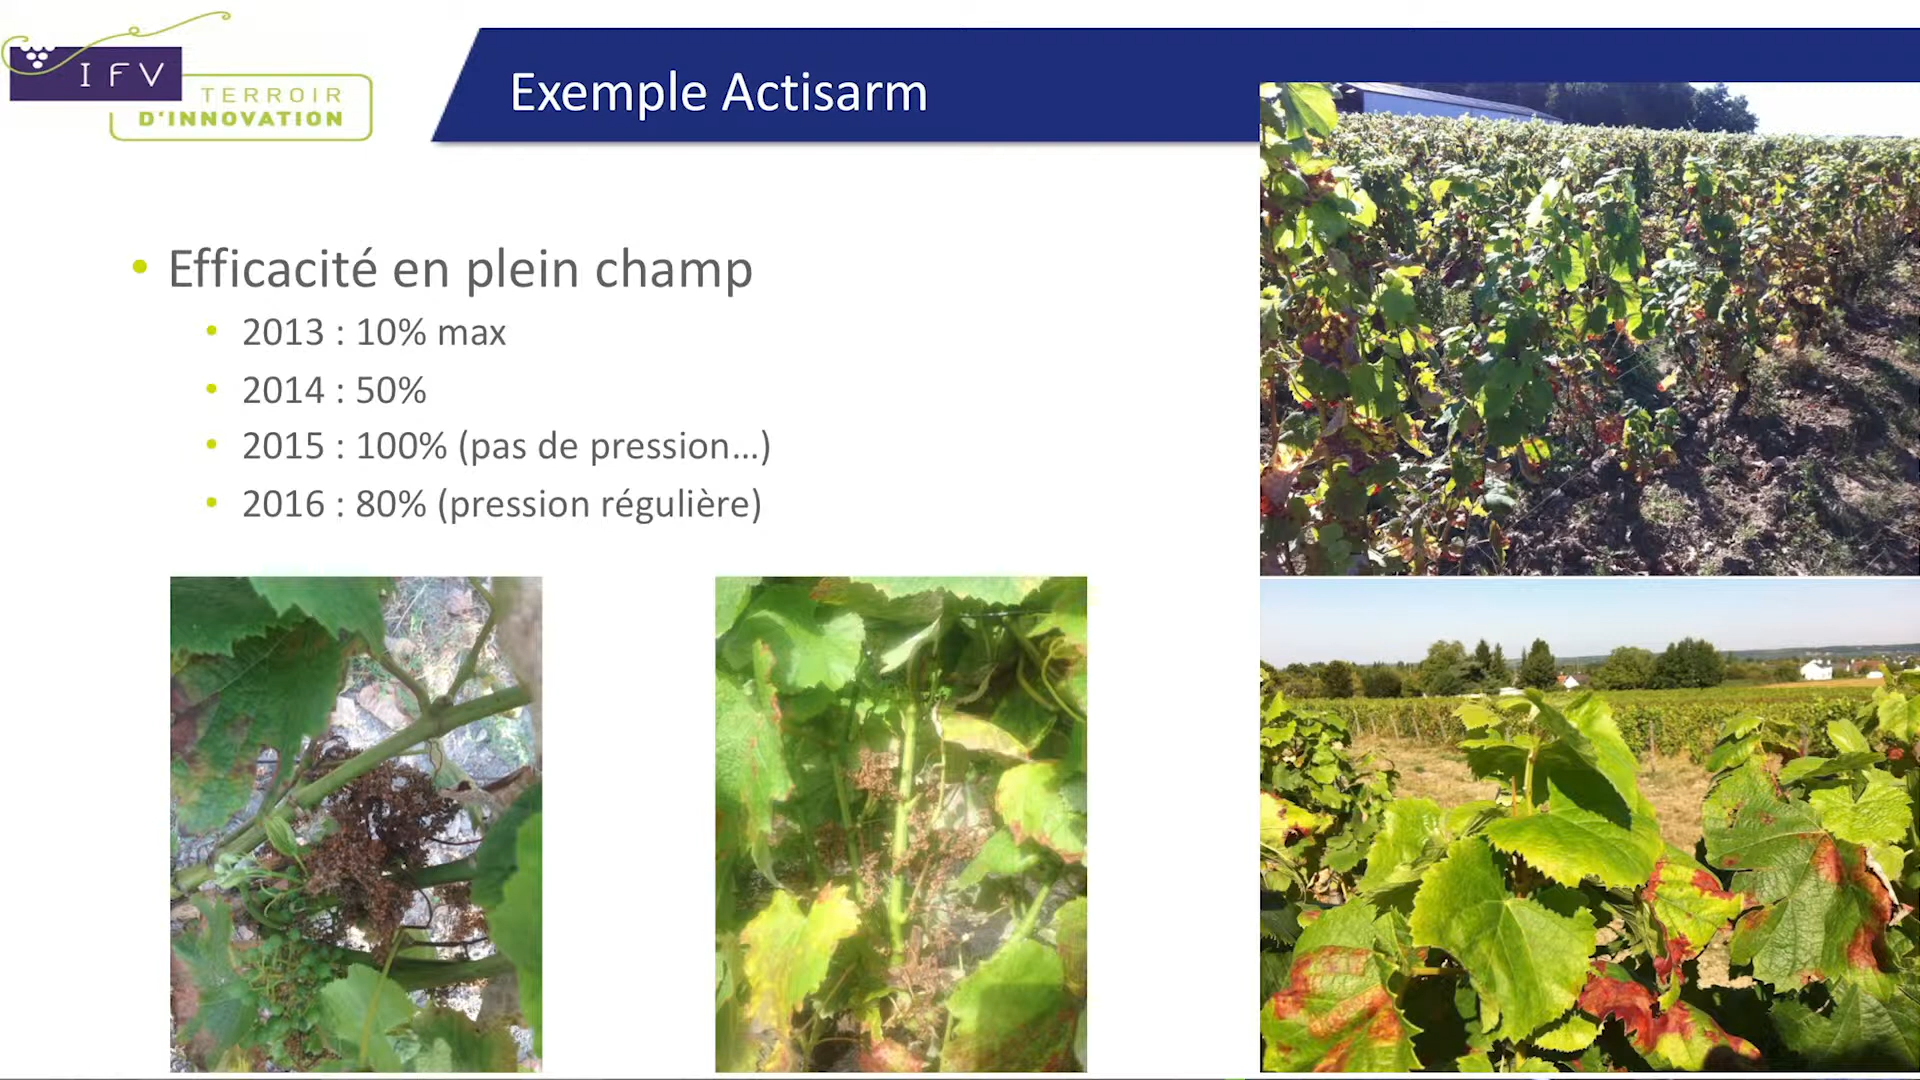 IFV
TERROIR
D'INNOVATION
Exemple Actisarm
• Efficacité en plein champ
• 2013 : 10% max
• 2014 : 50%
• 2015 : 100% (pas de pression…)
• 2016 : 80% (pression régulière)